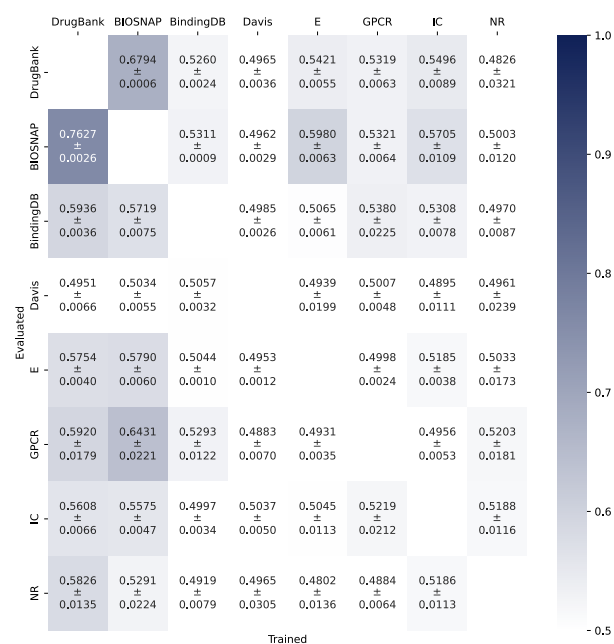 DrugBank BIOSNAP BindingDB Davis E GPCR IC NR
DrugBank
0.6794 0.5260 0.4965 0.5421 0.5319 0.5496 0.4826
± ± ± ± ± ± ±
0.0006 0.0024 0.0036 0.0055 0.0063 0.0089 0.0321
BIOSNAP
0.7627 0.5311 0.4962 0.5980 0.5321 0.5705 0.5003
± ± ± ± ± ± ±
0.0026 0.0009 0.0029 0.0063 0.0064 0.0109 0.0120
BindingDB
0.5936 0.5719 0.4985 0.5065 0.5380 0.5308 0.4970
± ± ± ± ± ± ±
0.0036 0.0075 0.0026 0.0061 0.0225 0.0078 0.0087
Davis
0.4951 0.5034 0.5057 0.4939 0.5007 0.4895 0.4961
± ± ± ± ± ± ±
0.0066 0.0055 0.0032 0.0199 0.0048 0.0111 0.0239
Evaluated
E
0.5754 0.5790 0.5044 0.4953 0.4998 0.5185 0.5033
± ± ± ± ± ± ±
0.0040 0.0060 0.0010 0.0012 0.0024 0.0038 0.0173
GPCR
0.5920 0.6431 0.5293 0.4883 0.4931 0.4956 0.5203
± ± ± ± ± ± ±
0.0179 0.0221 0.0122 0.0070 0.0035 0.0053 0.0181
IC
0.5608 0.5575 0.4997 0.5037 0.5045 0.5219 0.5188
± ± ± ± ± ± ±
0.0066 0.0047 0.0034 0.0050 0.0113 0.0212 0.0116
NR
0.5826 0.5291 0.4919 0.4965 0.4802 0.4884 0.5186
± ± ± ± ± ± ±
0.0135 0.0224 0.0079 0.0305 0.0136 0.0064 0.0113
Trained
1.0
0.9
0.8
0.7
0.6
0.5